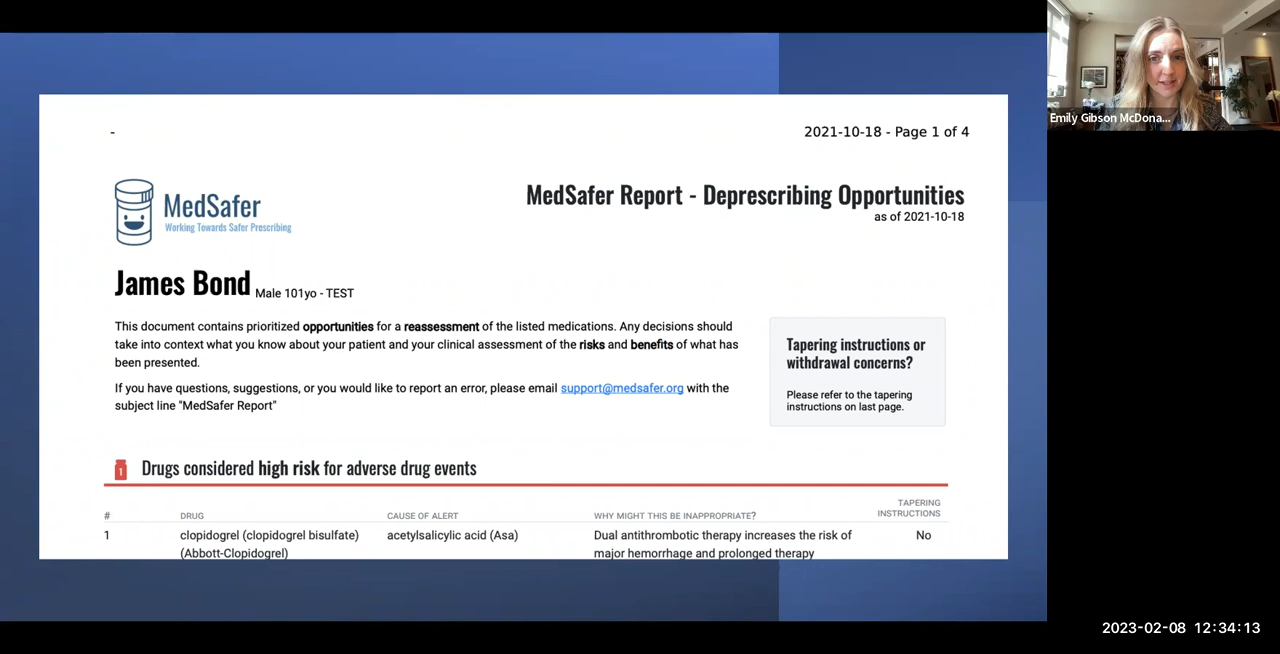 -
2021-10-18 - Page 1 of 4
MedSafer
Working Towards Safer Prescribing
MedSafer Report - Deprescribing Opportunities
as of 2021-10-18
James Bond Male 101yo - TEST
This document contains prioritized opportunities for a reassessment of the listed medications. Any decisions should
take into context what you know about your patient and your clinical assessment of the risks and benefits of what has
been presented.
If you have questions, suggestions, or you would like to report an error, please email support@medsafer.org with the
subject line "MedSafer Report"
Tapering instructions or
withdrawal concerns?
Please refer to the tapering
instructions on last page.
1 Drugs considered high risk for adverse drug events
# DRUG CAUSE OF ALERT WHY MIGHT THIS BE INAPPROPRIATE? TAPERING
INSTRUCTIONS
1 clopidogrel (clopidogrel bisulfate) acetylsalicylic acid (Asa) Dual antithrombotic therapy increases the risk of No
(Abbott-Clopidogrel) major hemorrhage and prolonged therapy
Emily Gibson McDona...
2023-02-08 12:34:13